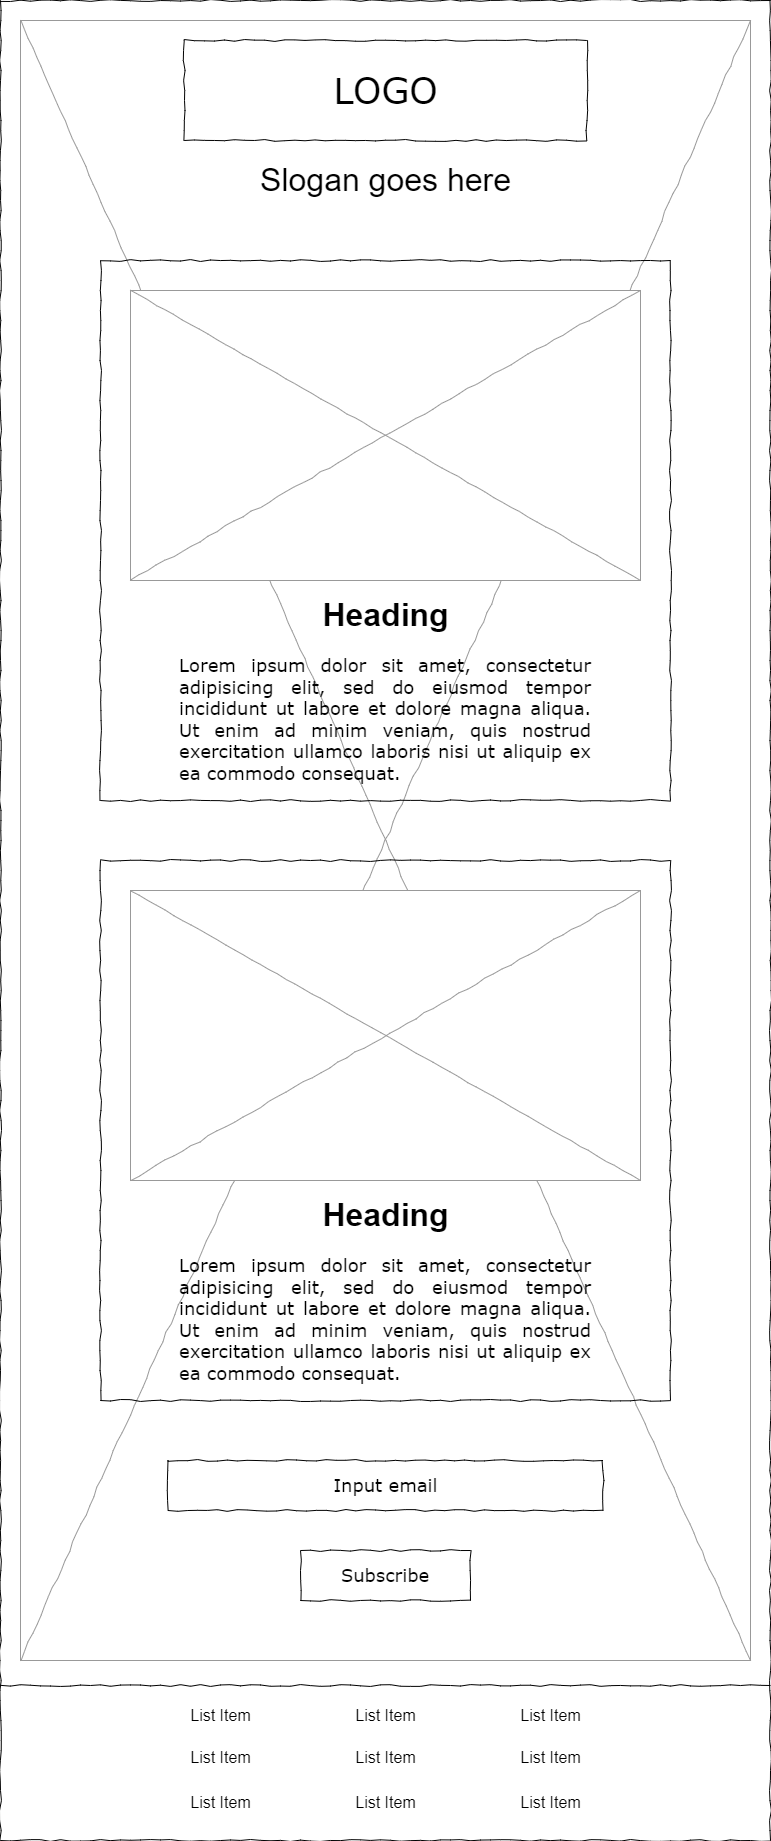 LOGO
Slogan goes here
Heading
Lorem ipsum dolor sit amet, consectetur
adipisicing elit, sed do eiusmod tempor
incididunt ut labore et dolore magna aliqua.
Ut enim ad minim veniam, quis nostrud
exercitation ullamco laboris nisi ut aliquip ex
ea commodo consequat.
Heading
Lorem ipsum dolor sit amet, consectetur
adipisicing elit, sed do eiusmod tempor
incididunt ut labore et dolore magna aliqua.
Ut enim ad minim veniam, quis nostrud
exercitation ullamco laboris nisi ut aliquip ex
ea commodo consequat.
Input email
Subscribe
List Item List Item List Item
List Item List Item List Item
List Item List Item List Item